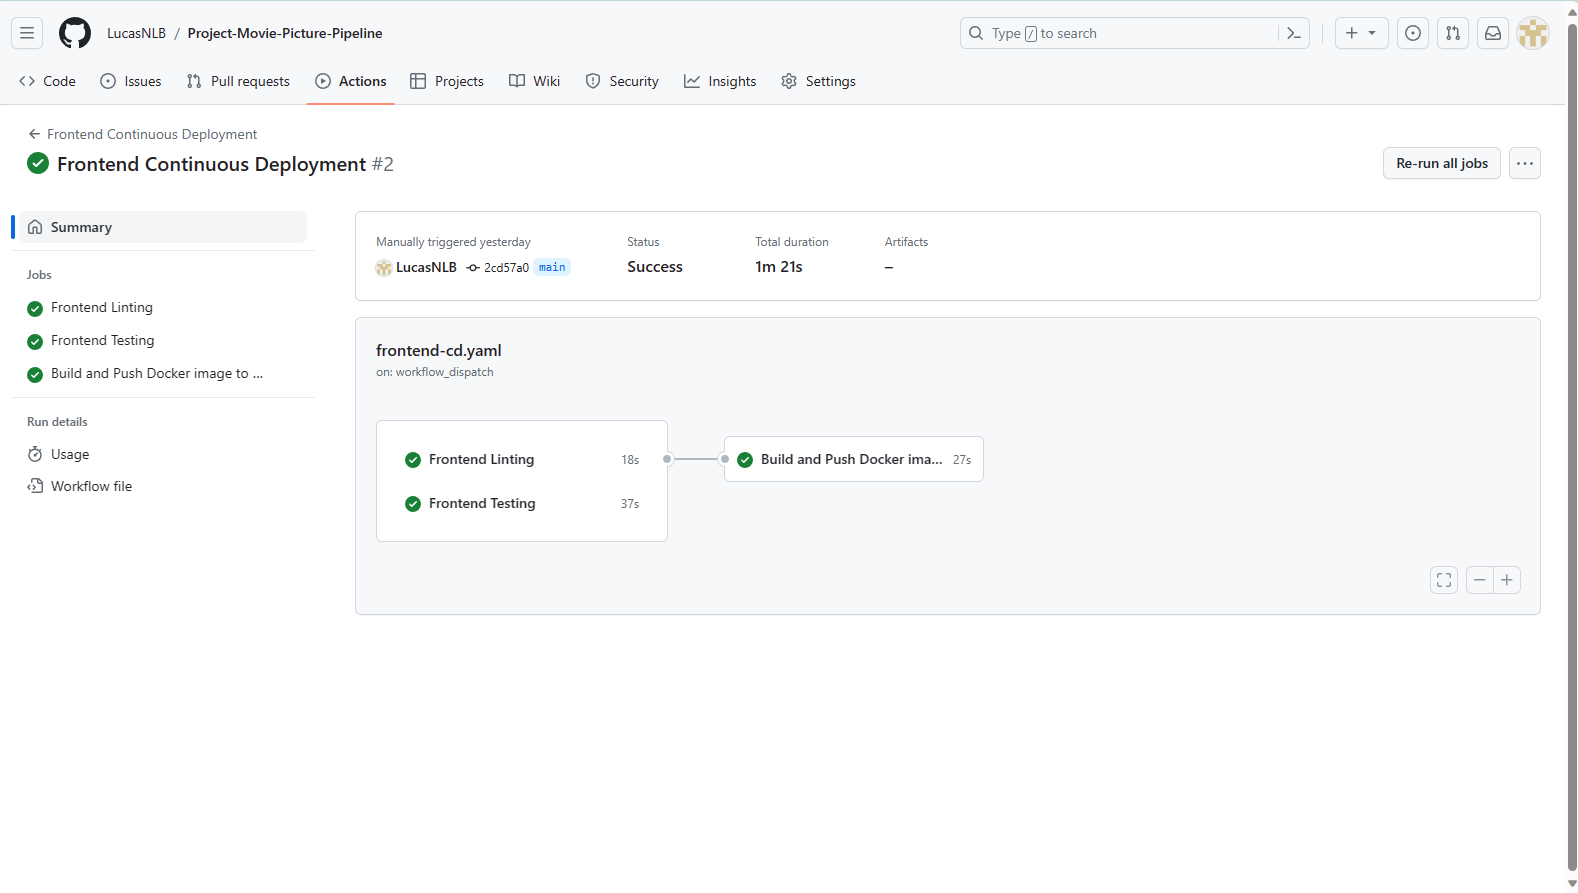 LucasNLB / Project-Movie-Picture-Pipeline
Type / to search
Code Issues Pull requests Actions Projects Wiki Security Insights Settings
Frontend Continuous Deployment
Frontend Continuous Deployment #2
Re-run all jobs
Summary
Jobs
Frontend Linting
Frontend Testing
Build and Push Docker image to ...
Run details
Usage
Workflow file
Manually triggered yesterday
LucasNLB 2cd57a0 main
Status
Success
Total duration
1m 21s
Artifacts
–
frontend-cd.yaml
on: workflow_dispatch
Frontend Linting 18s
Frontend Testing 37s
Build and Push Docker ima... 27s